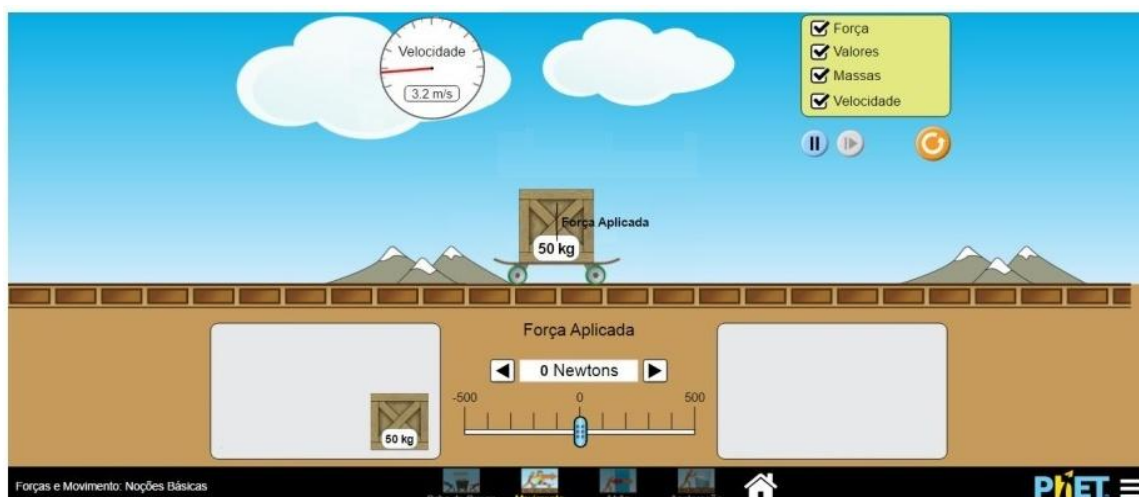 Velocidade
3.2 m/s
Força
Valores
Massas
Velocidade
Força Aplicada
50 kg
Força Aplicada
0 Newtons
-500 0 500
50 kg
Forças e Movimento: Noções Básicas
Movimento
PhET